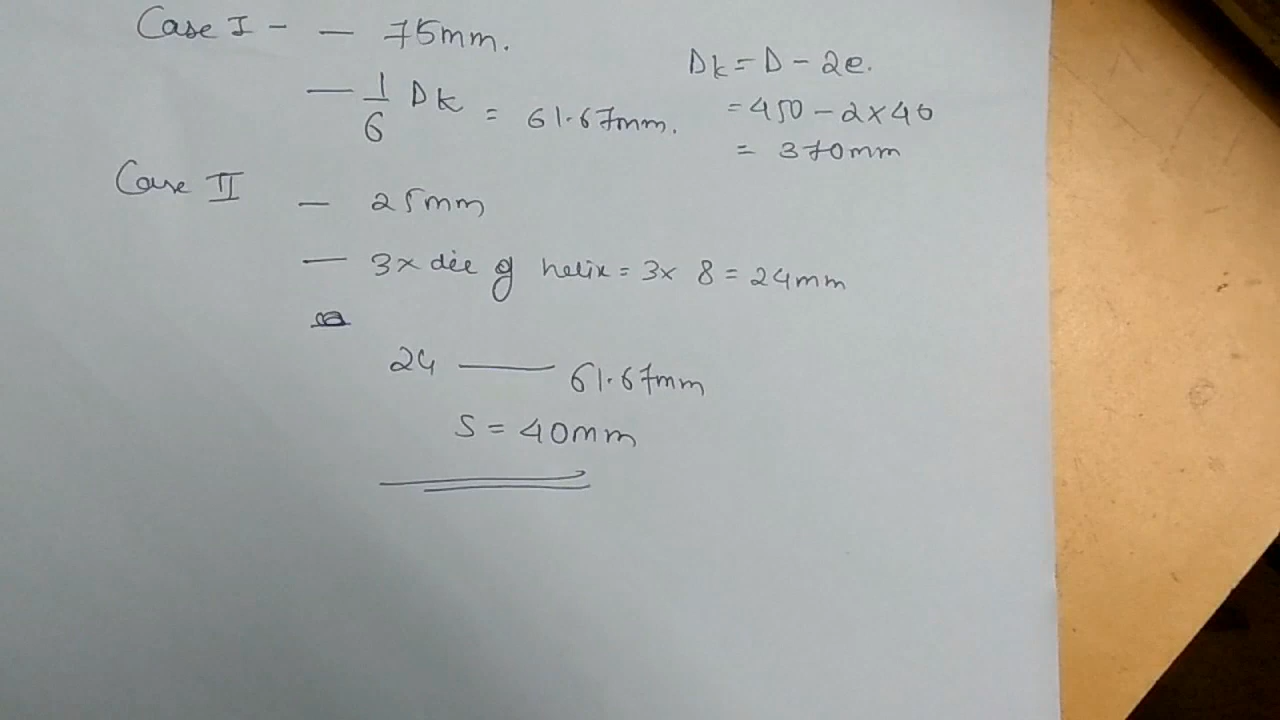 Case I - - 75mm.
Dk = D - 2e.
- 1/6 Dk = 61.67mm.
= 450 - 2x40
= 370mm
Case II - 25mm
- 3x die of helix = 3x 8 = 24mm
24 — 61.67mm
S = 40mm